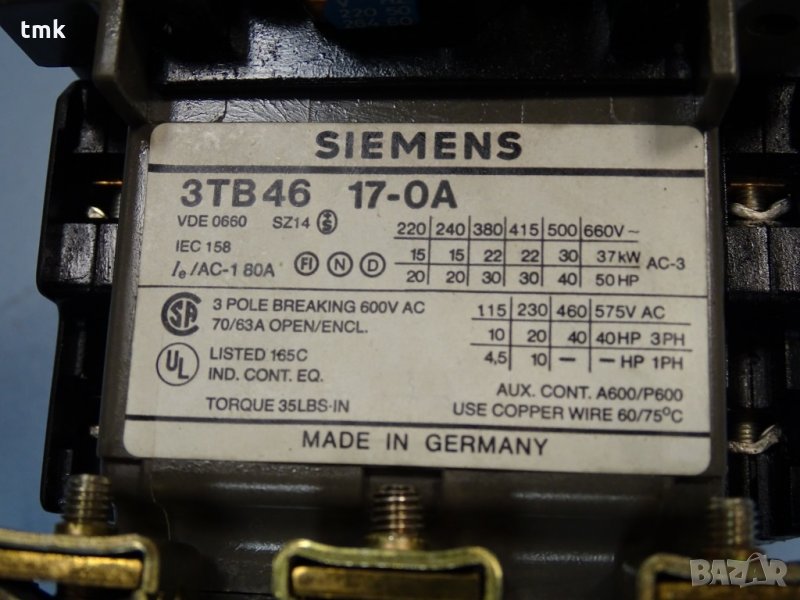 tmk
SIEMENS
3TB46 17-0A
VDE 0660 SZ14
IEC 158
Ie/AC-1 80A FI N D
220 240 380 415 500 660V~
15 15 22 22 30 37kW AC-3
20 20 30 30 40 50HP
SA 3 POLE BREAKING 600V AC
70/63A OPEN/ENCL.
UL LISTED 165C
IND. CONT. EQ.
TORQUE 35LBS-IN
115 230 460 575V AC
10 20 40 40HP 3PH
4,5 10 — —HP 1PH
AUX. CONT. A600/P600
USE COPPER WIRE 60/75°C
MADE IN GERMANY
BAZAR